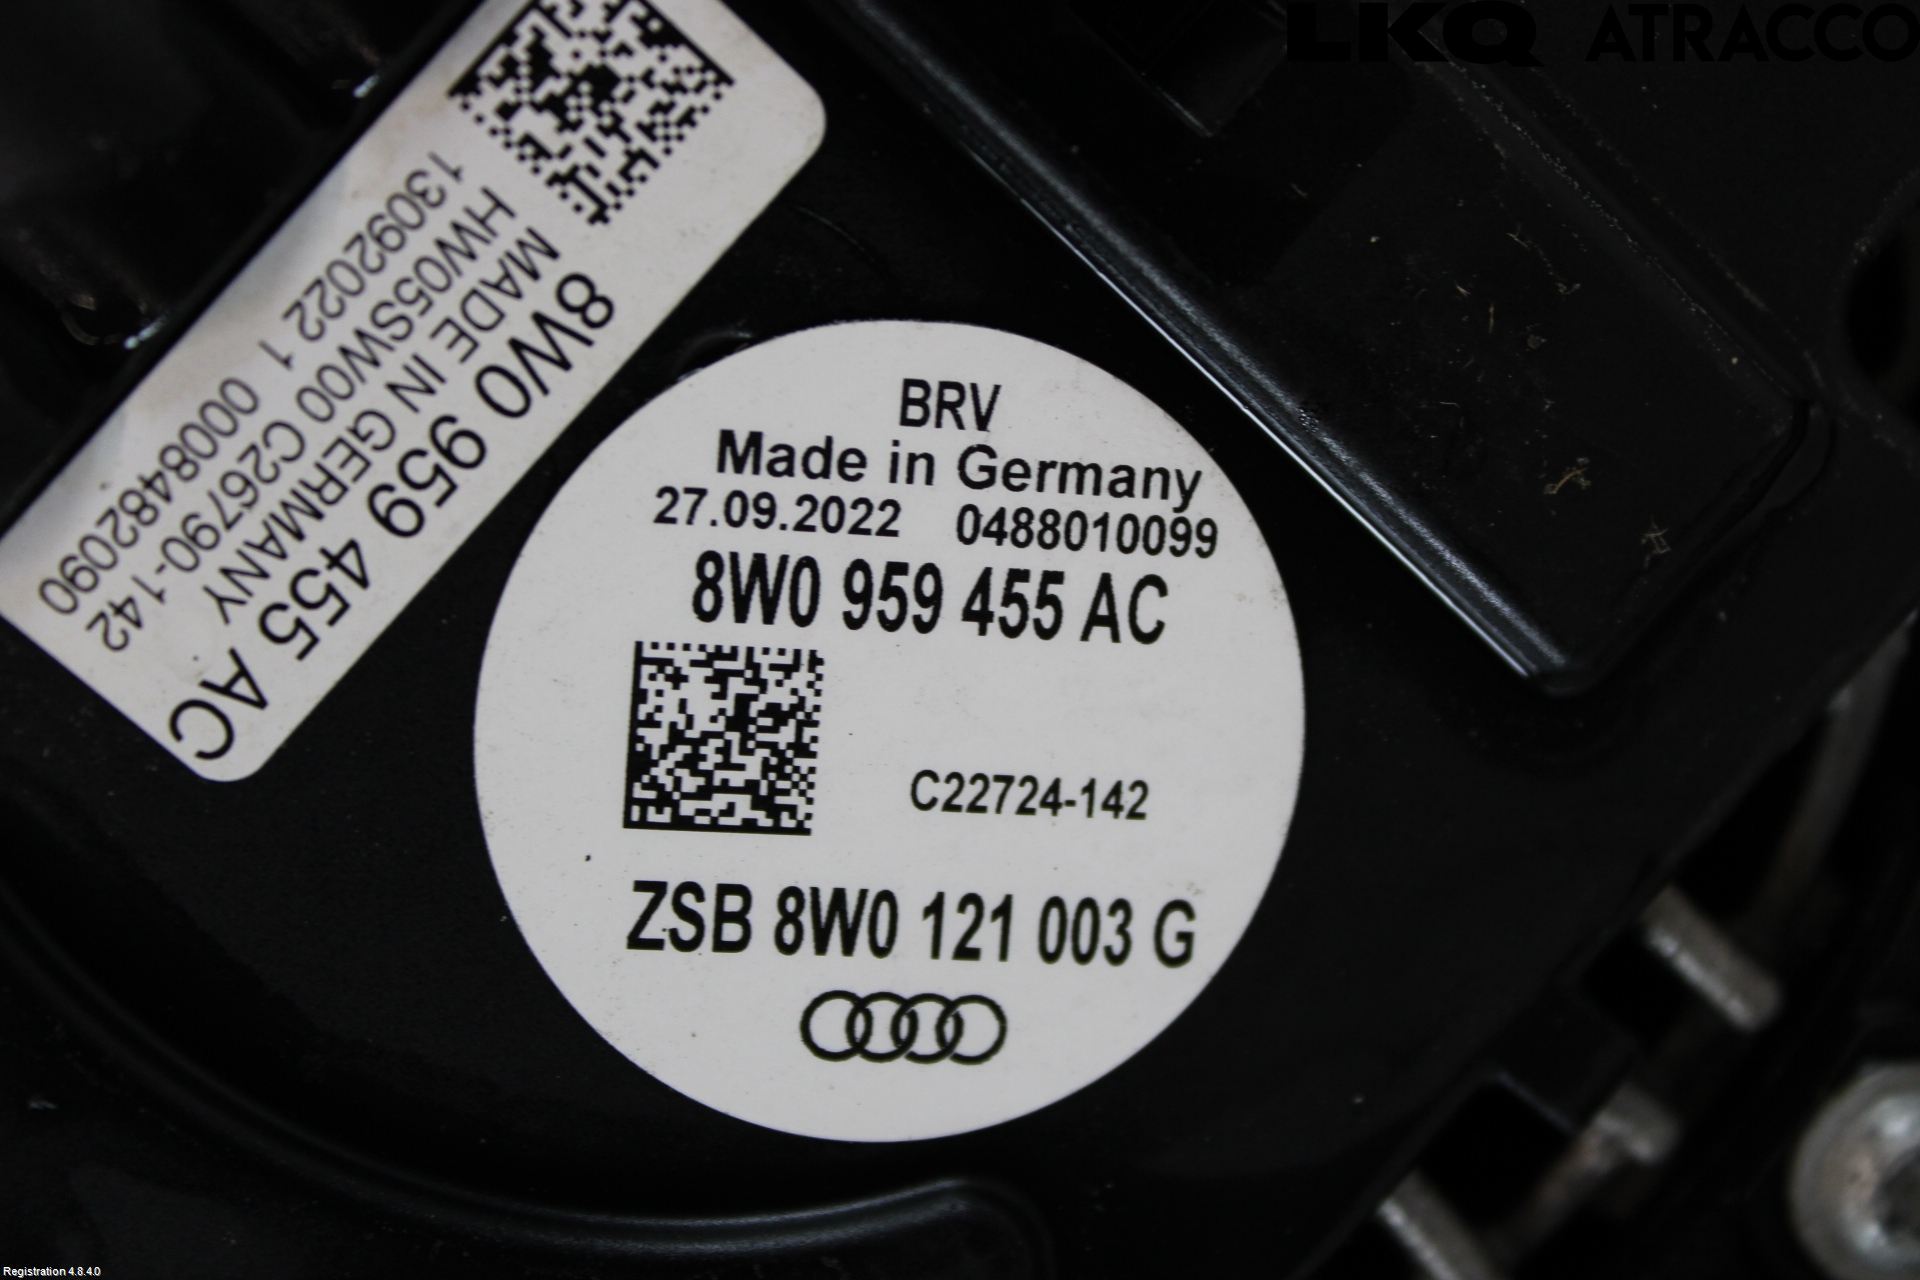 LKQ ATRACCO
8W0 959 455 AC
MADE IN GERMANY
HW05SW00 C26790-142
13092022 1 0008482090
BRV
Made in Germany
27.09.2022 0488010099
8W0 959 455 AC
C22724-142
ZSB 8W0 121 003 G
Registration 4.8.4.0